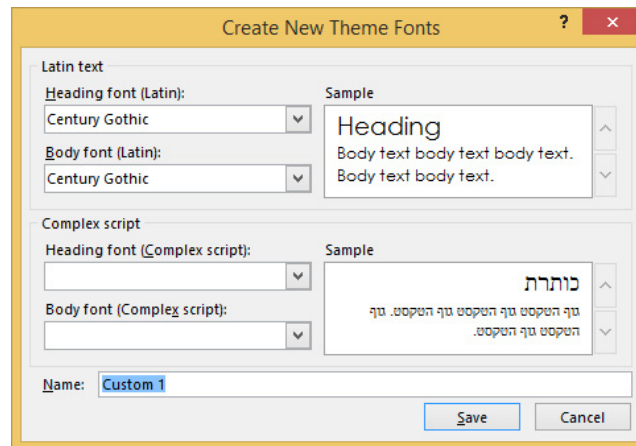 Create New Theme Fonts
?
Latin text
Heading font (Latin):
Century Gothic
Body font (Latin):
Century Gothic
Sample
Heading
Body text body text body text.
Body text body text.
Complex script
Heading font (Complex script):
Body font (Complex script):
Sample
כותרת
גוף הטקסט גוף הטקסט גוף הטקסט. גוף
הטקסט גוף הטקסט.
Name: Custom 1
Save Cancel